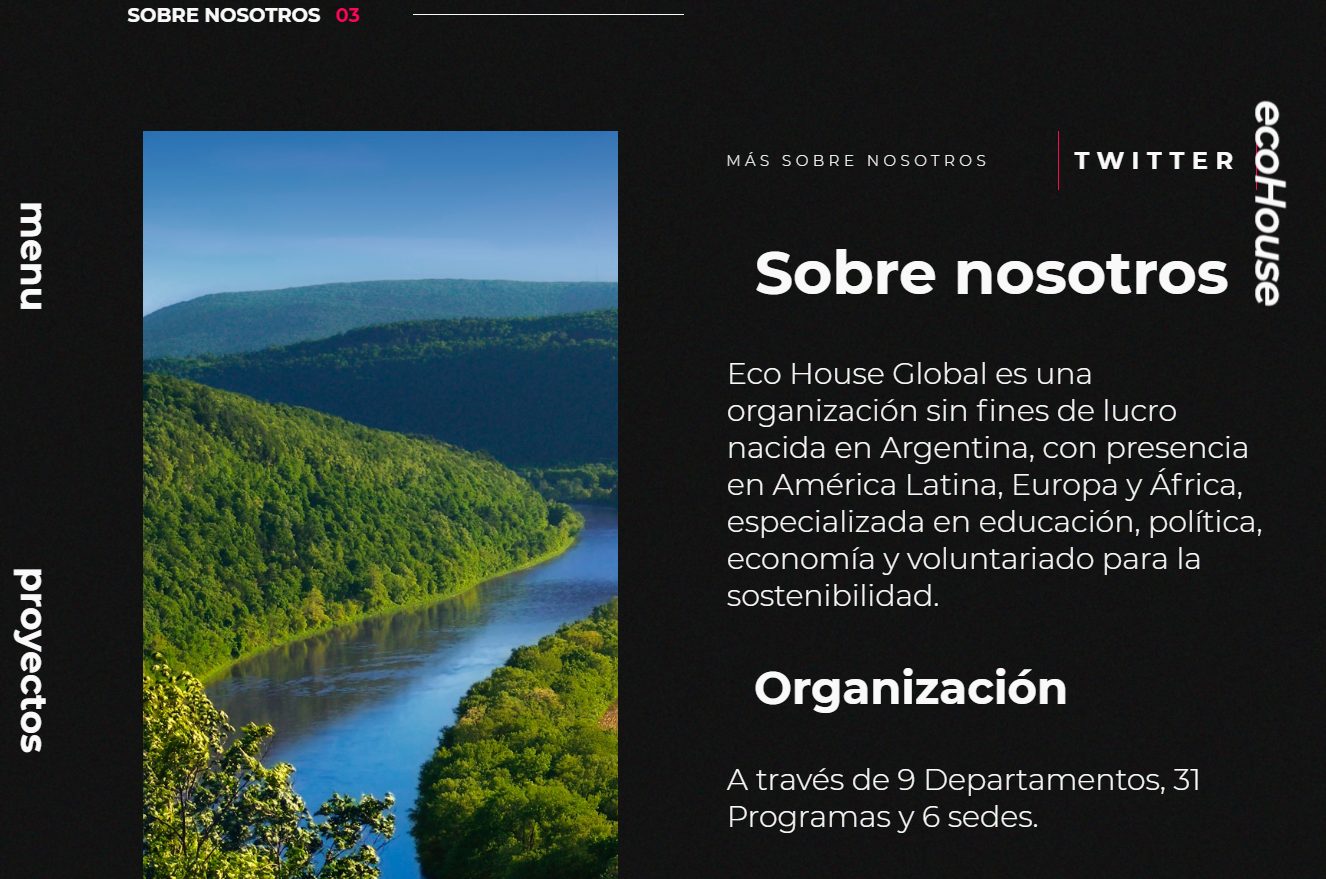 SOBRE NOSOTROS 03
MÁS SOBRE NOSOTROS
TWITTER
ecoHouse
menu
Sobre nosotros
Eco House Global es una
organización sin fines de lucro
nacida en Argentina, con presencia
en América Latina, Europa y África,
especializada en educación, política,
economía y voluntariado para la
sostenibilidad.
proyectos
Organización
A través de 9 Departamentos, 31
Programas y 6 sedes.